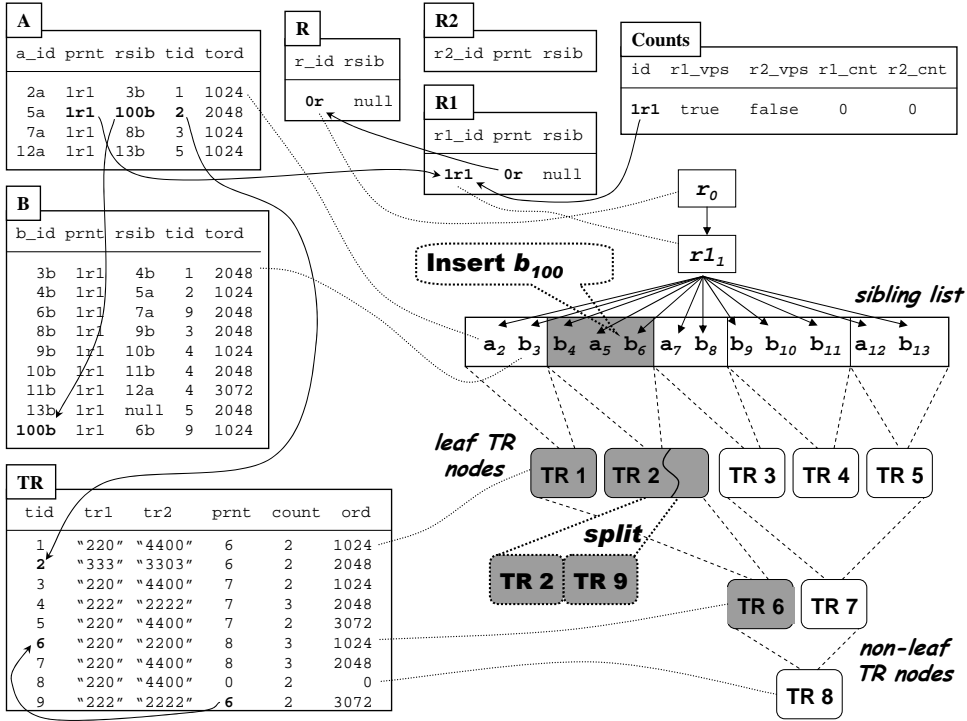 A
a_id prnt rsib tid tord
2a 1r1 3b 1 1024
5a 1r1 100b 2 2048
7a 1r1 8b 3 1024
12a 1r1 13b 5 1024
R
r_id rsib
0r null
R2
r2_id prnt rsib
R1
r1_id prnt rsib
1r1 0r null
Counts
id r1_vps r2_vps r1_cnt r2_cnt
1r1 true false 0 0
B
b_id prnt rsib tid tord
3b 1r1 4b 1 2048
4b 1r1 5a 2 1024
6b 1r1 7a 9 2048
8b 1r1 9b 3 2048
9b 1r1 10b 4 1024
10b 1r1 11b 4 2048
11b 1r1 12a 4 3072
13b 1r1 null 5 2048
100b 1r1 6b 9 1024
r0
r11
Insert b100
sibling list
a2 b3 b4 a5 b6 a7 b8 b9 b10 b11 a12 b13
leaf TR
nodes
TR 1 TR 2 TR 3 TR 4 TR 5
split
TR 2 TR 9
TR 6 TR 7
non-leaf
TR nodes
TR 8
TR
tid tr1 tr2 prnt count ord
1 “220” “4400” 6 2 1024
2 “333” “3303” 6 2 2048
3 “220” “4400” 7 2 1024
4 “222” “2222” 7 3 2048
5 “220” “4400” 7 2 3072
6 “220” “2200” 8 3 1024
7 “220” “4400” 8 3 2048
8 “220” “4400” 0 2 0
9 “222” “2222” 6 2 3072